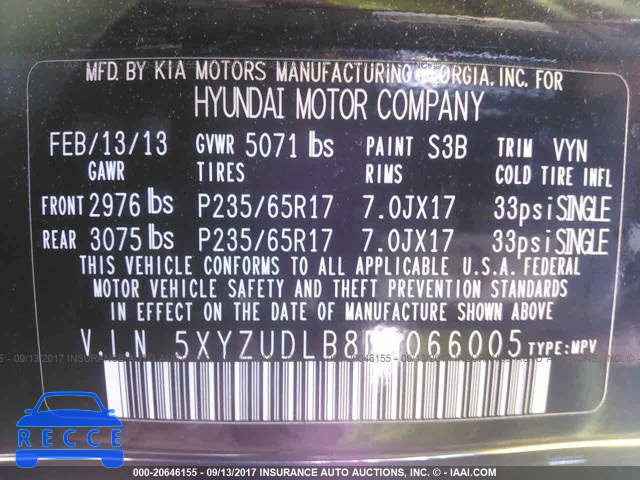 MFD. BY KIA MOTORS MANUFACTURING GEORGIA, INC. FOR
HYUNDAI MOTOR COMPANY
FEB/13/13 GVWR 5071 lbs PAINT S3B TRIM VYN
GAWR TIRES RIMS COLD TIRE INFL
FRONT 2976 lbs P235/65R17 7.0JX17 33psi SINGLE
REAR 3075 lbs P235/65R17 7.0JX17 33psi SINGLE
THIS VEHICLE CONFORMS TO ALL APPLICABLE U.S.A. FEDERAL
MOTOR VEHICLE SAFETY AND THEFT PREVENTION STANDARDS
IN EFFECT ON THE DATE OF MANUFACTURE SHOWN ABOVE
V.I.N TYPE:MPV
000-20646155 - 09/13/2017 INSURANCE AUTO AUCTIONS, INC. - IAAI.COM